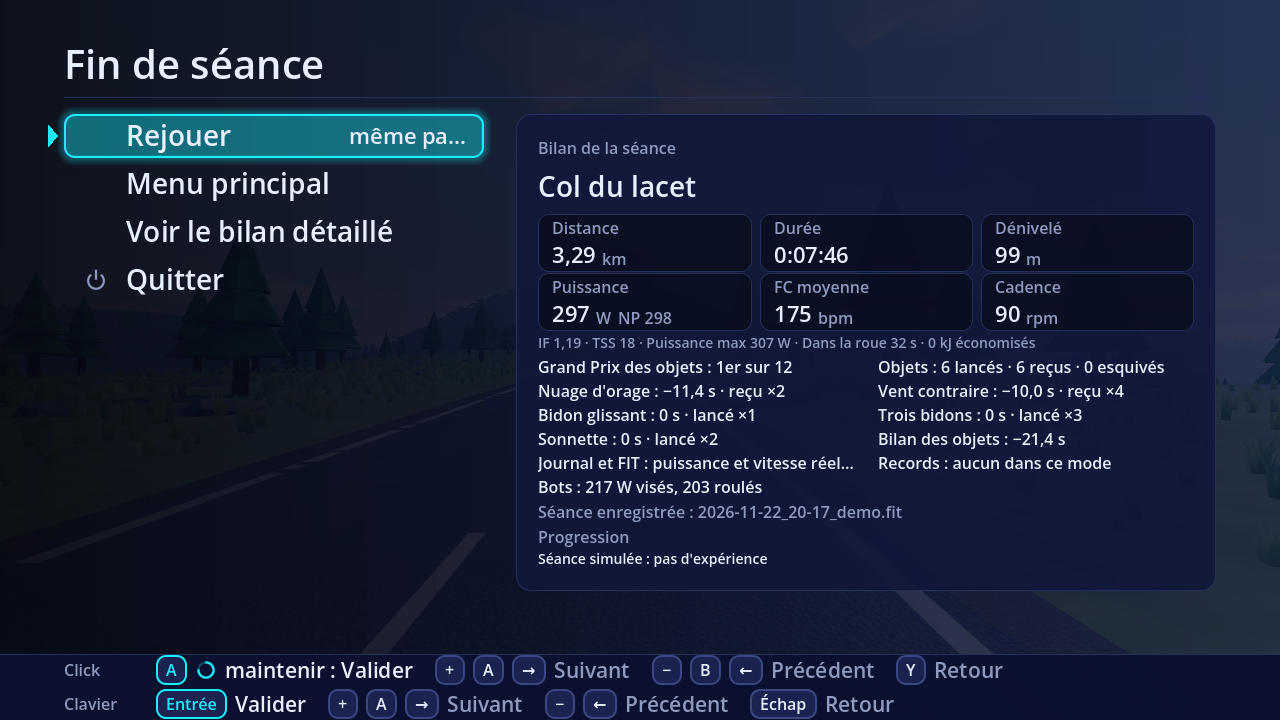 Fin de séance
Rejouer même pa...
Menu principal
Voir le bilan détaillé
Quitter
Bilan de la séance
Col du lacet
Distance
3,29 km
Durée
0:07:46
Dénivelé
99 m
Puissance
297 W NP 298
FC moyenne
175 bpm
Cadence
90 rpm
IF 1,19 · TSS 18 · Puissance max 307 W · Dans la roue 32 s · 0 kJ économisés
Grand Prix des objets : 1er sur 12
Objets : 6 lancés · 6 reçus · 0 esquivés
Nuage d'orage : −11,4 s · reçu ×2
Vent contraire : −10,0 s · reçu ×4
Bidon glissant : 0 s · lancé ×1
Trois bidons : 0 s · lancé ×3
Sonnette : 0 s · lancé ×2
Bilan des objets : −21,4 s
Journal et FIT : puissance et vitesse réel...
Records : aucun dans ce mode
Bots : 217 W visés, 203 roulés
Séance enregistrée : 2026-11-22_20-17_demo.fit
Progression
Séance simulée : pas d'expérience
Click A maintenir : Valider + A → Suivant − B ← Précédent Y Retour
Clavier Entrée Valider + A → Suivant − ← Précédent Échap Retour